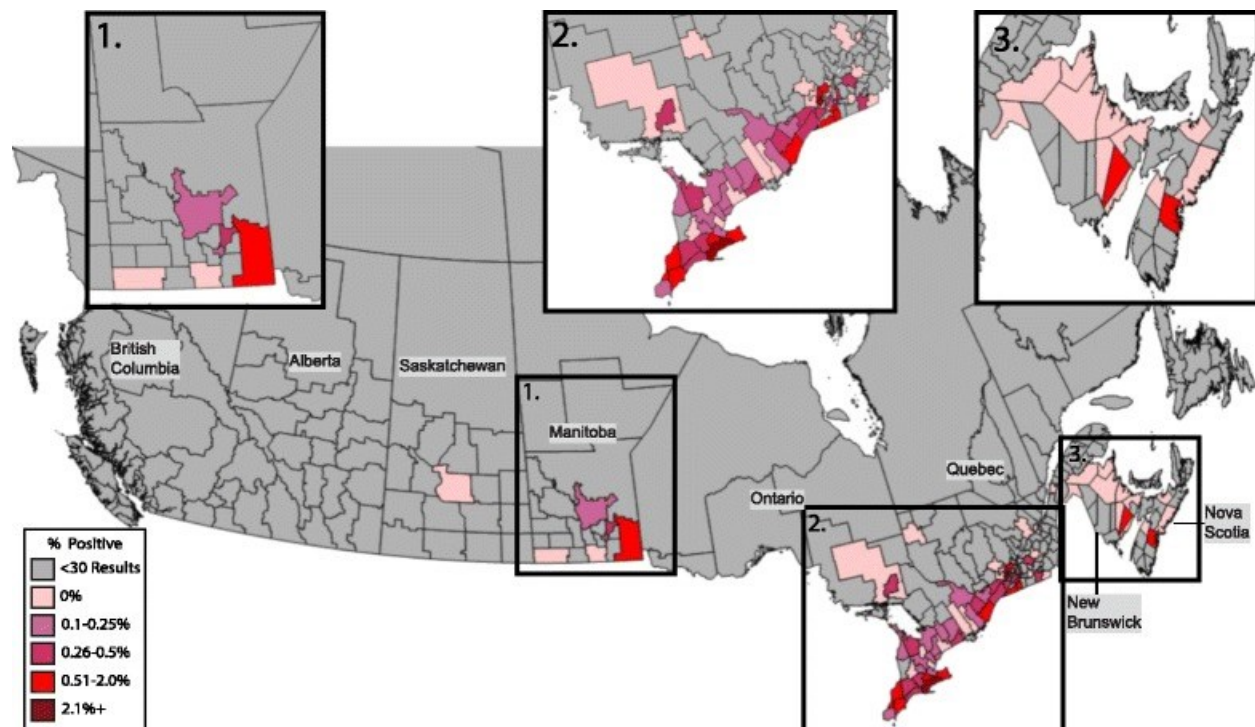 1.
2.
3.
British
Columbia
Alberta
Saskatchewan
1.
Manitoba
Ontario
Quebec
2.
3.
Nova
Scotia
New
Brunswick
% Positive
<30 Results
0%
0.1-0.25%
0.26-0.5%
0.51-2.0%
2.1%+